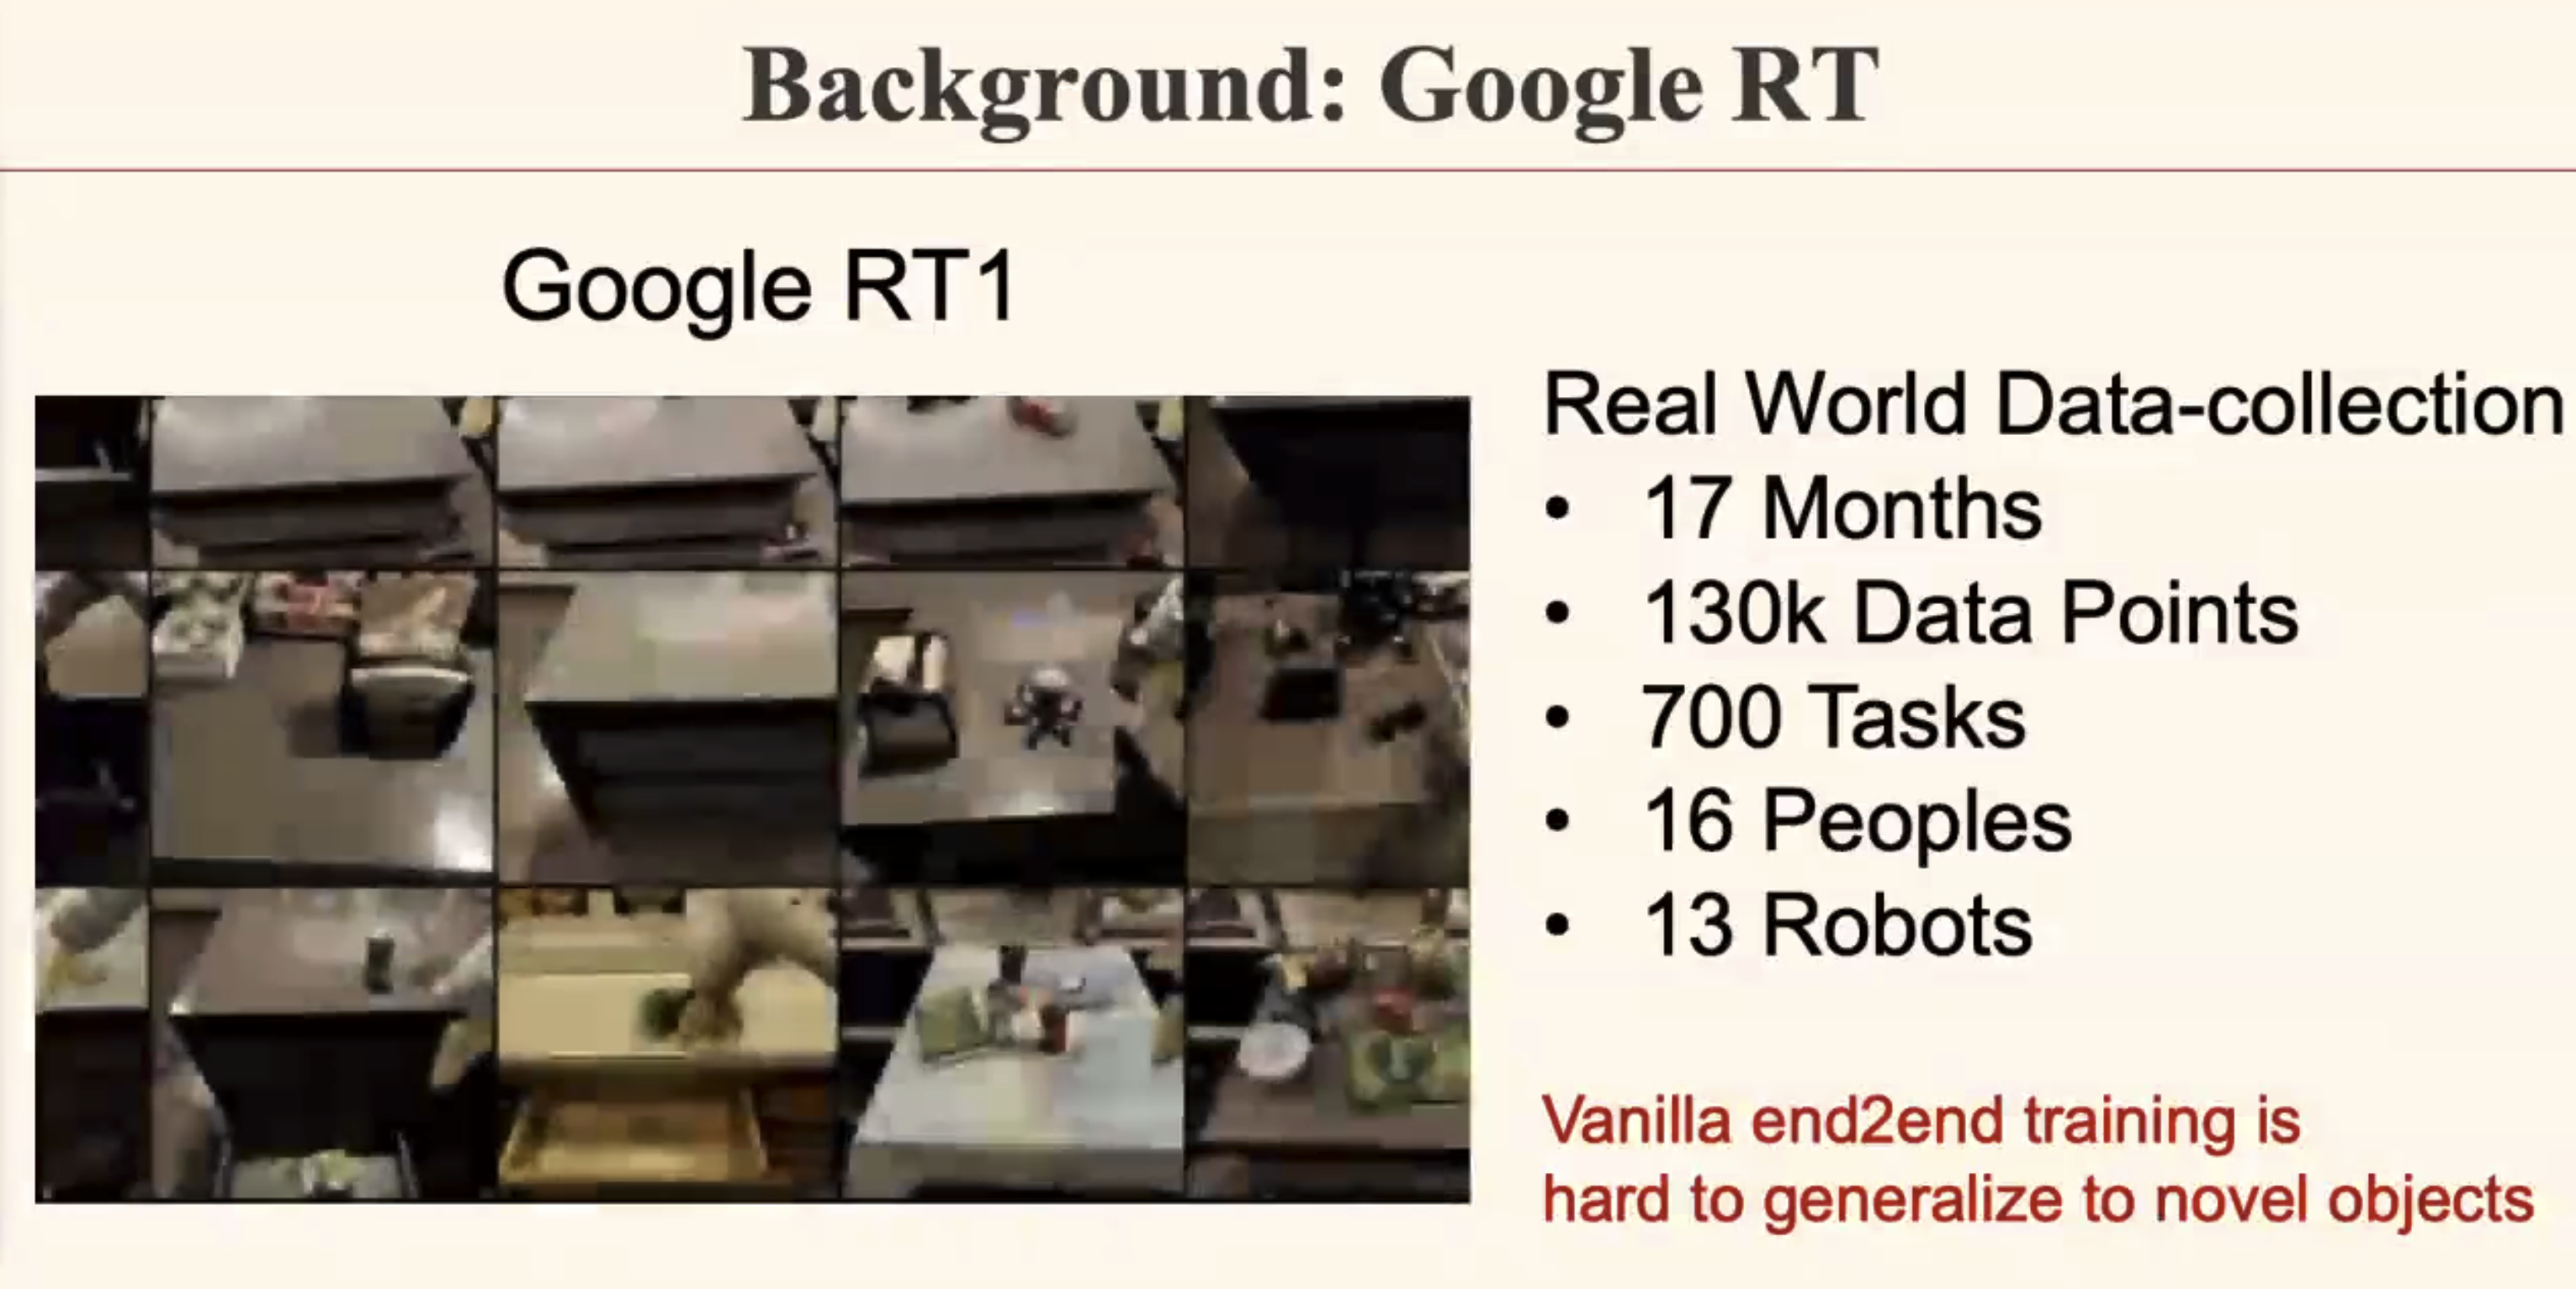 Background: Google RT
Google RT1
Real World Data-collection
• 17 Months
• 130k Data Points
• 700 Tasks
• 16 Peoples
• 13 Robots
Vanilla end2end training is
hard to generalize to novel objects